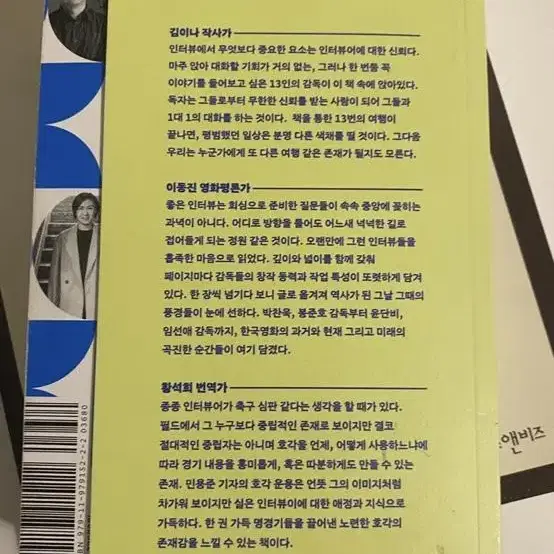 김이나 작사가
인터뷰에서 무엇보다 중요한 요소는 인터뷰어에 대한 신뢰다.
마주 앉아 대화할 기회가 거의 없는, 그러나 한 번쯤 꼭
이야기를 들어보고 싶은 13인의 감독이 이 책 속에 앉아있다.
독자는 그들로부터 무한한 신뢰를 받는 사람이 되어 그들과
1대 1의 대화를 하는 것이다. 책을 통한 13번의 여행이
끝나면, 평범했던 일상은 분명 다른 색채를 띌 것이다. 그다음
우리는 누군가에게 또 다른 여행 같은 존재가 될지도 모른다.
이동진 영화평론가
좋은 인터뷰는 회심으로 준비한 질문들이 속속 중앙에 꽂히는
과녁이 아니다. 어디로 방향을 틀어도 어느새 넉넉한 길로
접어들게 되는 정원 같은 것이다. 오랜만에 그런 인터뷰들을
흡족한 마음으로 읽었다. 깊이와 넓이를 함께 갖춰
페이지마다 감독들의 창작 동력과 작업 특성이 또렷하게 담겨
있다. 한 장씩 넘기다 보니 글로 옮겨져 역사가 된 그날 그때의
풍경들이 눈에 선하다. 박찬욱, 봉준호 감독부터 윤단비,
임선애 감독까지, 한국영화의 과거와 현재 그리고 미래의
곡진한 순간들이 여기 담겼다.
황석희 번역가
종종 인터뷰어가 축구 심판 같다는 생각을 할 때가 있다.
필드에서 그 누구보다 중립적인 존재로 보이지만 결코
절대적인 중립자는 아니며 호각을 언제, 어떻게 사용하느냐에
따라 경기 내용을 흥미롭게, 혹은 따분하게도 만들 수 있는
존재. 민용준 기자의 호각 운용은 언뜻 그의 이미지처럼
차가워 보이지만 실은 인터뷰이에 대한 애정과 지식으로
가득하다. 한 권 가득 명경기들을 끌어낸 노련한 호각의
존재감을 느낄 수 있는 책이다.
979-11-979152-2-2 03680
앤비즈